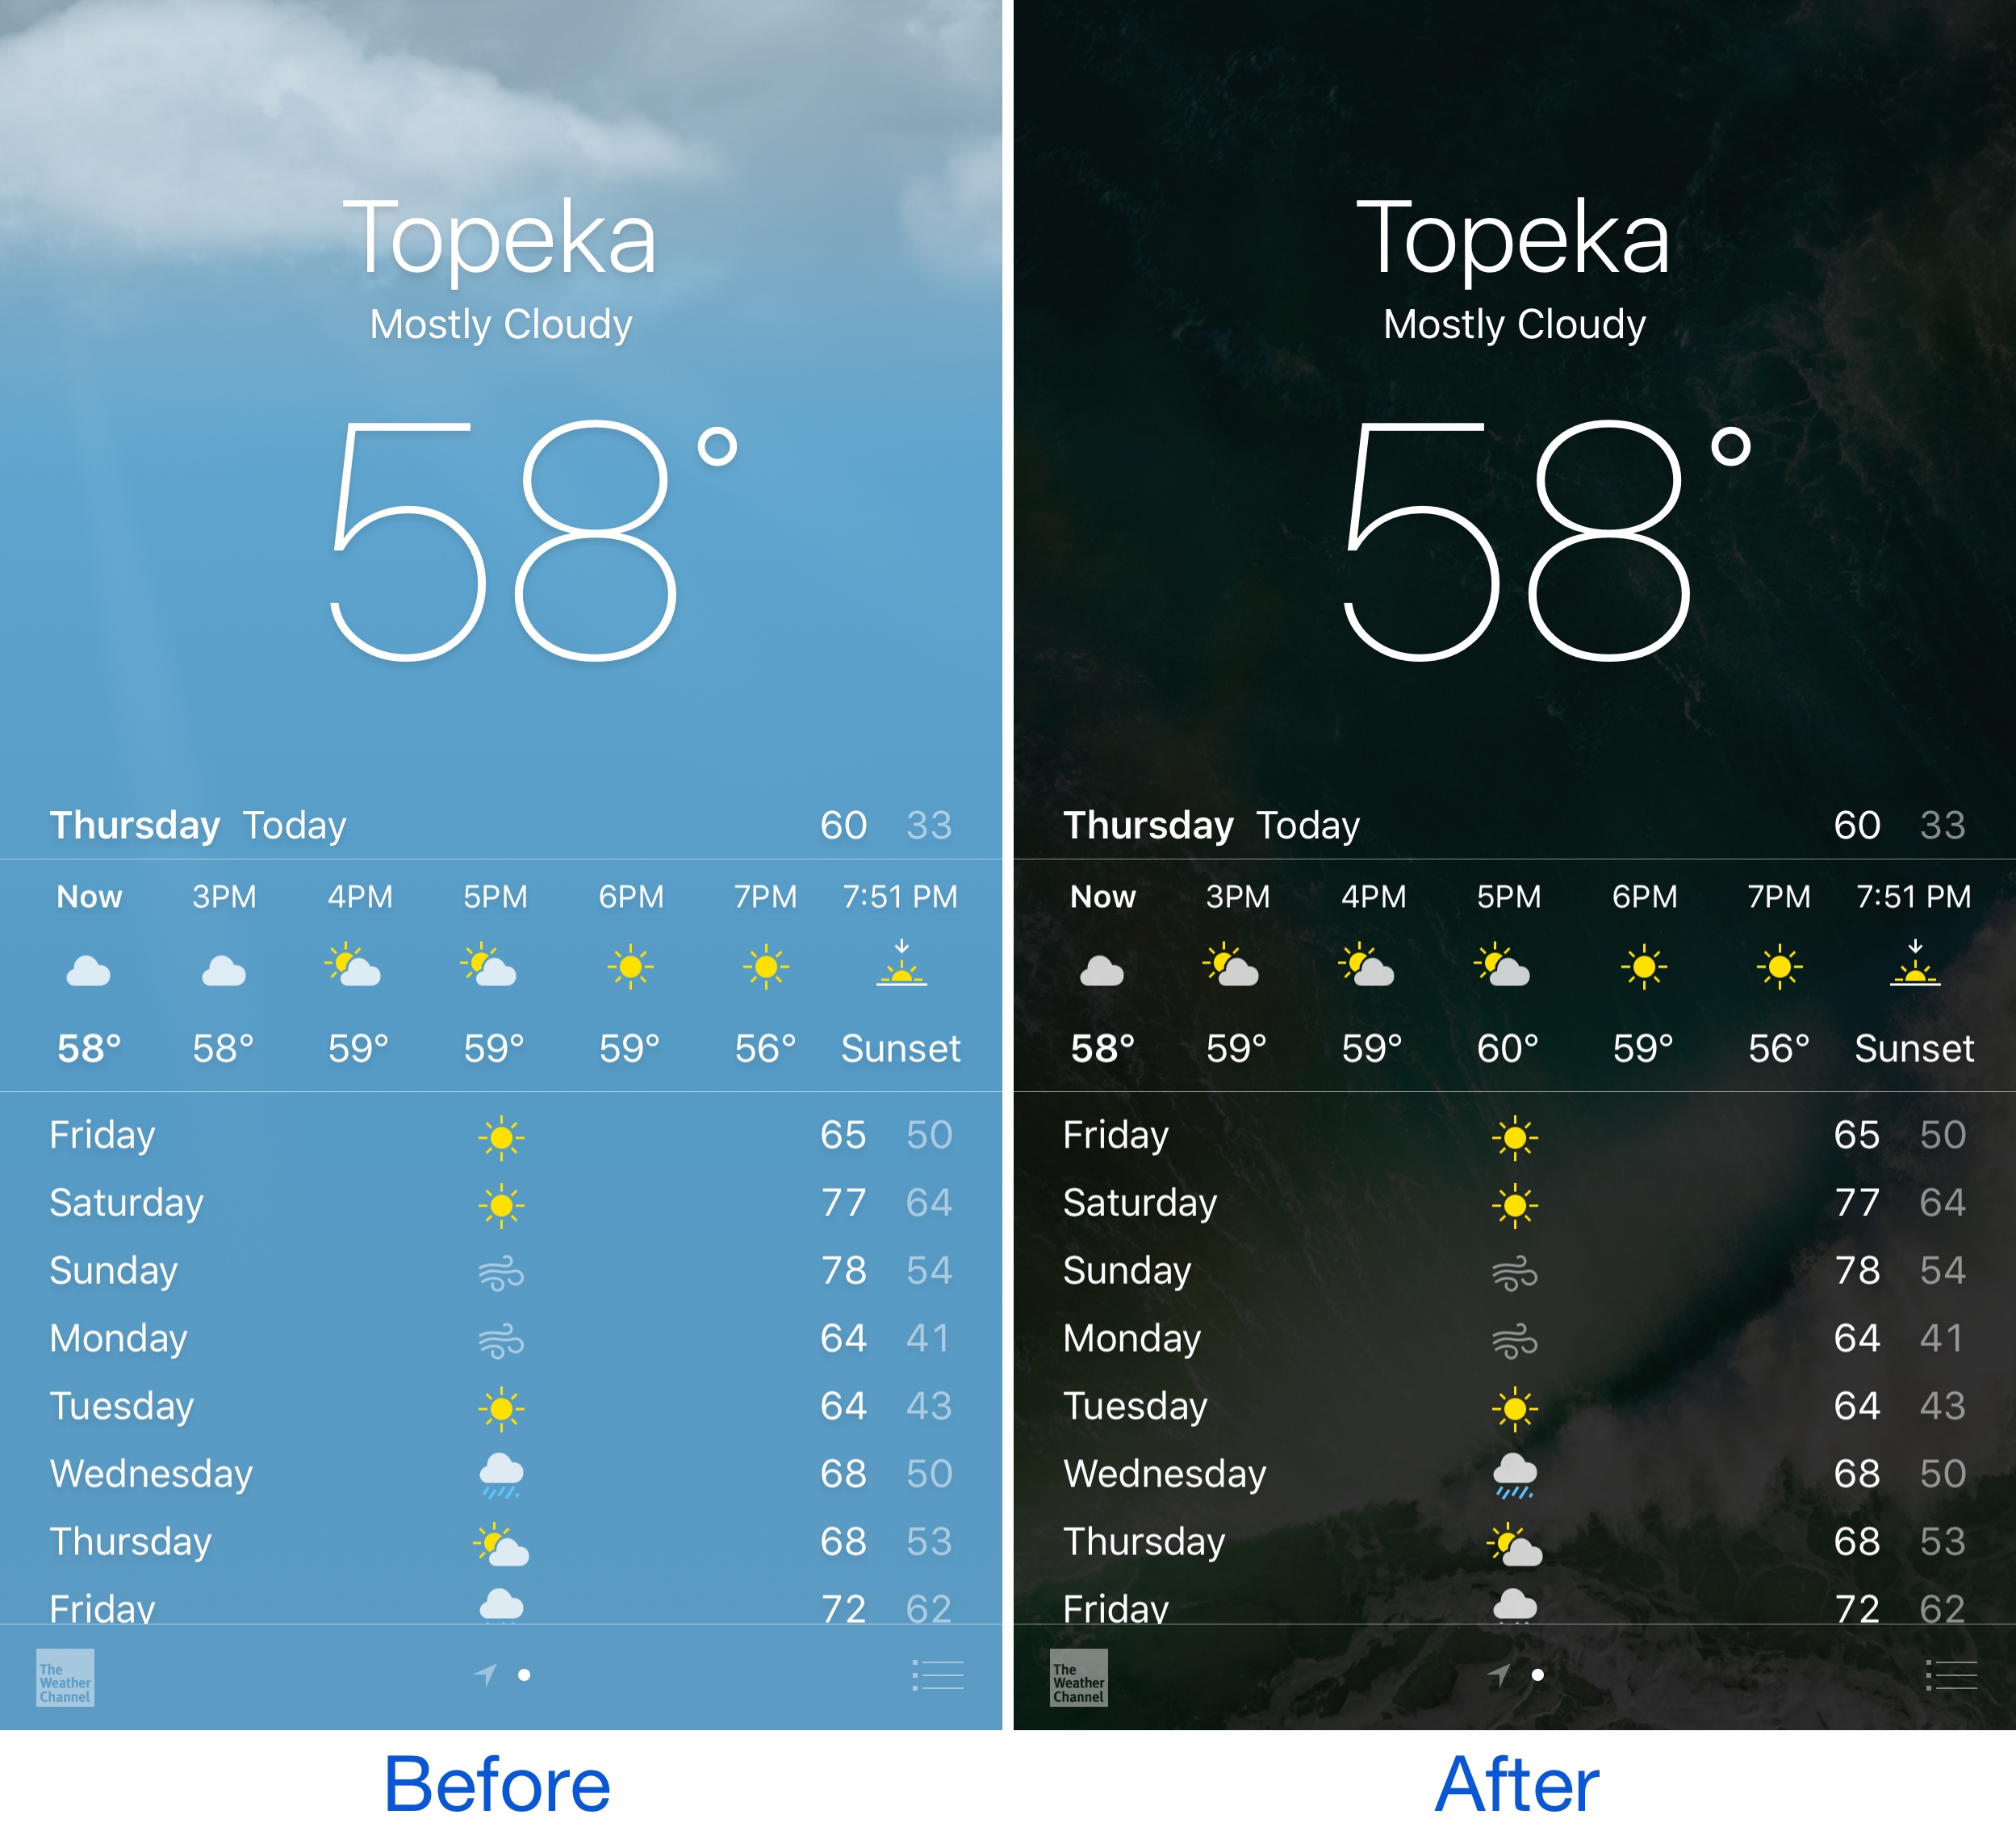 Topeka
Mostly Cloudy
58°
Thursday Today 60 33
Now 3PM 4PM 5PM 6PM 7PM 7:51 PM
58° 58° 59° 59° 59° 56° Sunset
Friday 65 50
Saturday 77 64
Sunday 78 54
Monday 64 41
Tuesday 64 43
Wednesday 68 50
Thursday 68 53
Friday 72 62
The
Weather
Channel
Before
Topeka
Mostly Cloudy
58°
Thursday Today 60 33
Now 3PM 4PM 5PM 6PM 7PM 7:51 PM
58° 59° 59° 60° 59° 56° Sunset
Friday 65 50
Saturday 77 64
Sunday 78 54
Monday 64 41
Tuesday 64 43
Wednesday 68 50
Thursday 68 53
Friday 72 62
The
Weather
Channel
After